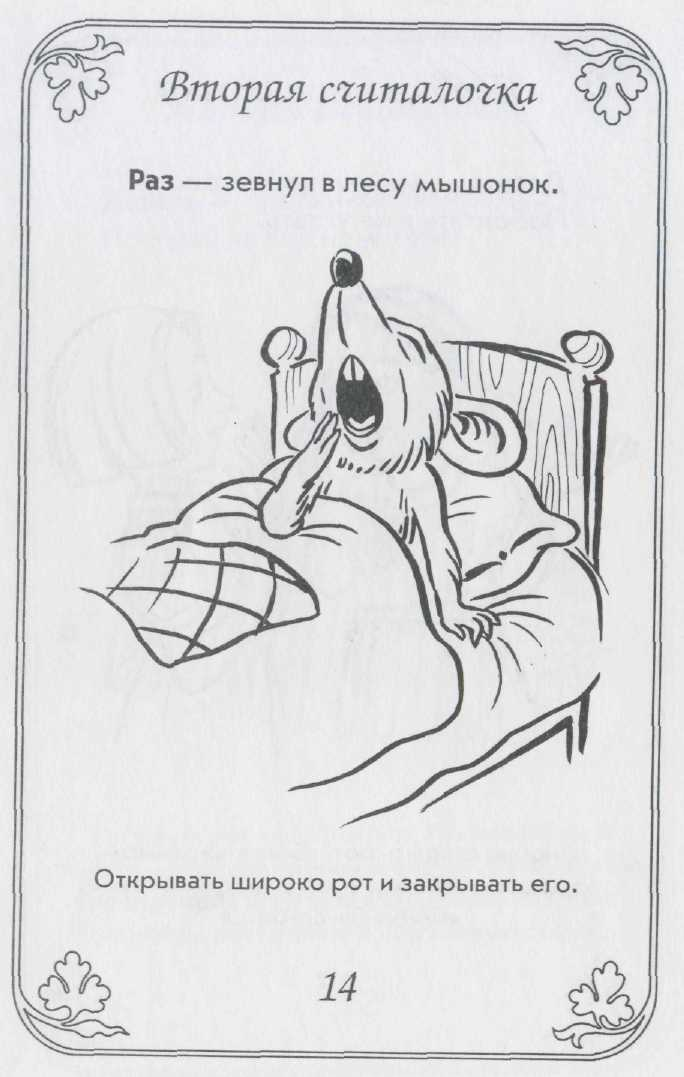 Вторая считалочка
Раз — зевнул в лесу мышонок.
Открывать широко рот и закрывать его.
14